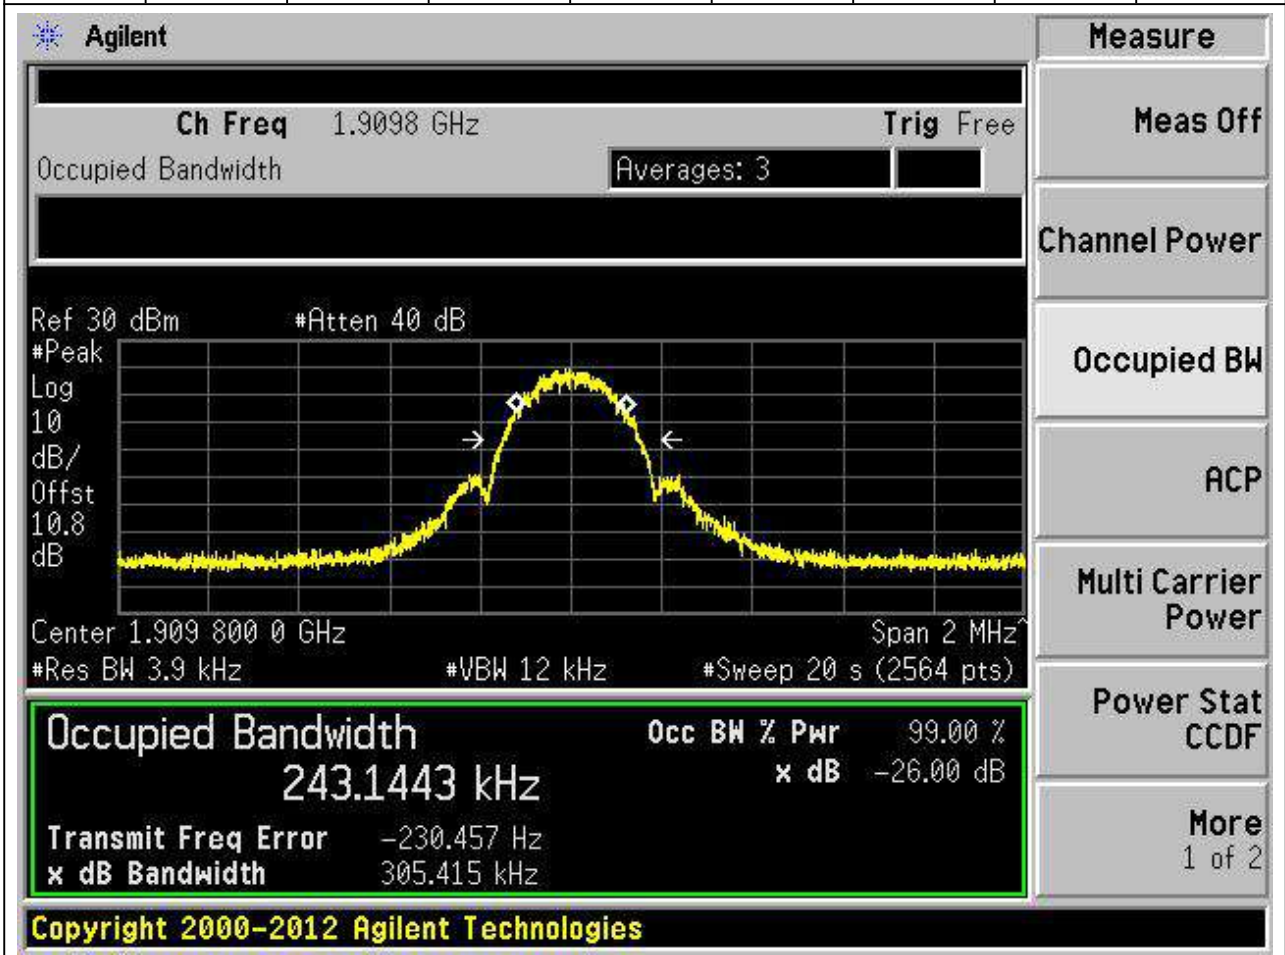 Agilent
Measure
Ch Freq 1.9098 GHz Trig Free
Meas Off
Occupied Bandwidth Averages: 3
Channel Power
Ref 30 dBm #Atten 40 dB
#Peak
Log
10
dB/
Offst
10.8
dB
Occupied BW
ACP
Center 1.909 800 0 GHz Span 2 MHz^
#Res BW 3.9 kHz #VBW 12 kHz #Sweep 20 s (2564 pts)
Multi Carrier
Power
Occupied Bandwidth Occ BW % Pwr 99.00 %
243.1443 kHz x dB -26.00 dB
Power Stat
CCDF
Transmit Freq Error -230.457 Hz
x dB Bandwidth 305.415 kHz
More
1 of 2
Copyright 2000-2012 Agilent Technologies